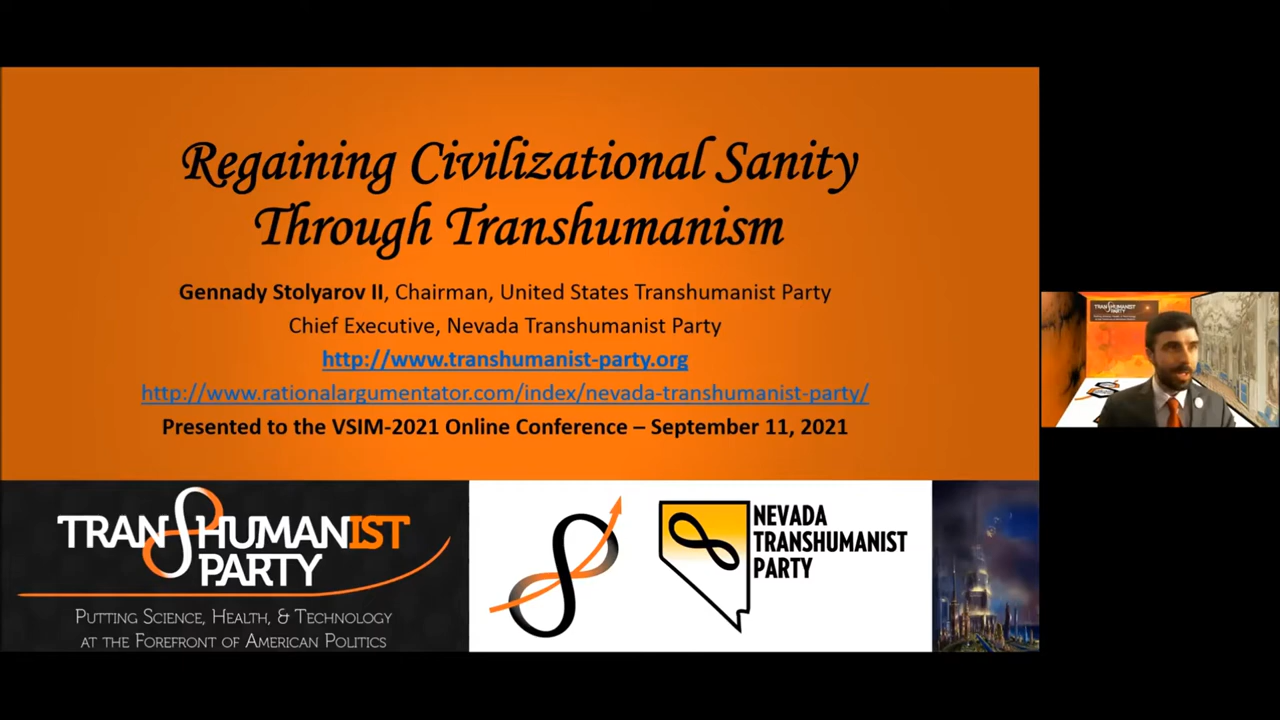 Regaining Civilizational Sanity
Through Transhumanism
Gennady Stolyarov II, Chairman, United States Transhumanist Party
Chief Executive, Nevada Transhumanist Party
http://www.transhumanist-party.org
http://www.rationalargumentator.com/index/nevada-transhumanist-party/
Presented to the VSIM-2021 Online Conference – September 11, 2021
TRANSHUMANIST
PARTY
PUTTING SCIENCE, HEALTH, & TECHNOLOGY
AT THE FOREFRONT OF AMERICAN POLITICS
NEVADA
TRANSHUMANIST
PARTY
TRANSHUMANIST
PARTY